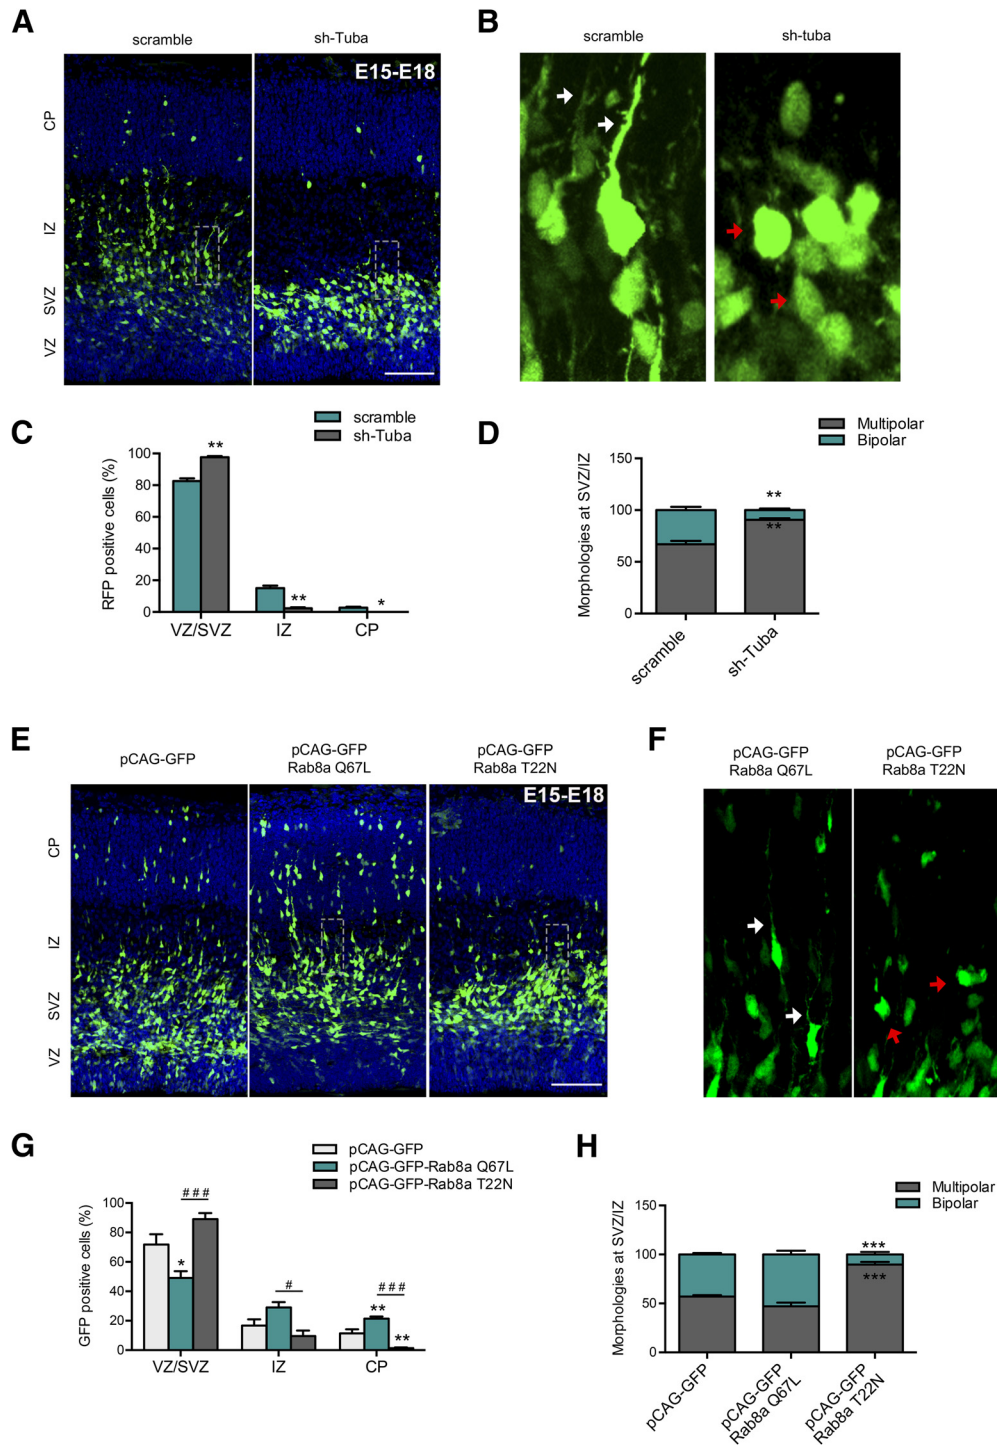 A
scramble
sh-Tuba
E15-E18
CP
IZ
SVZ
VZ
B
scramble
sh-tuba
C
scramble
sh-Tuba
RFP positive cells (%)
100
80
60
40
20
0
**
**
*
VZ/SVZ
IZ
CP
D
Multipolar
Bipolar
Morphologies at SVZ/IZ
150
100
50
0
**
**
scramble
sh-Tuba
E
pCAG-GFP
pCAG-GFP
Rab8a Q67L
pCAG-GFP
Rab8a T22N
E15-E18
CP
IZ
SVZ
VZ
F
pCAG-GFP
Rab8a Q67L
pCAG-GFP
Rab8a T22N
G
pCAG-GFP
pCAG-GFP-Rab8a Q67L
pCAG-GFP-Rab8a T22N
GFP positive cells (%)
100
80
60
40
20
0
###
*
#
###
**
**
VZ/SVZ
IZ
CP
H
Multipolar
Bipolar
Morphologies at SVZ/IZ
150
100
50
0
***
***
pCAG-GFP
pCAG-GFP
Rab8a Q67L
pCAG-GFP
Rab8a T22N